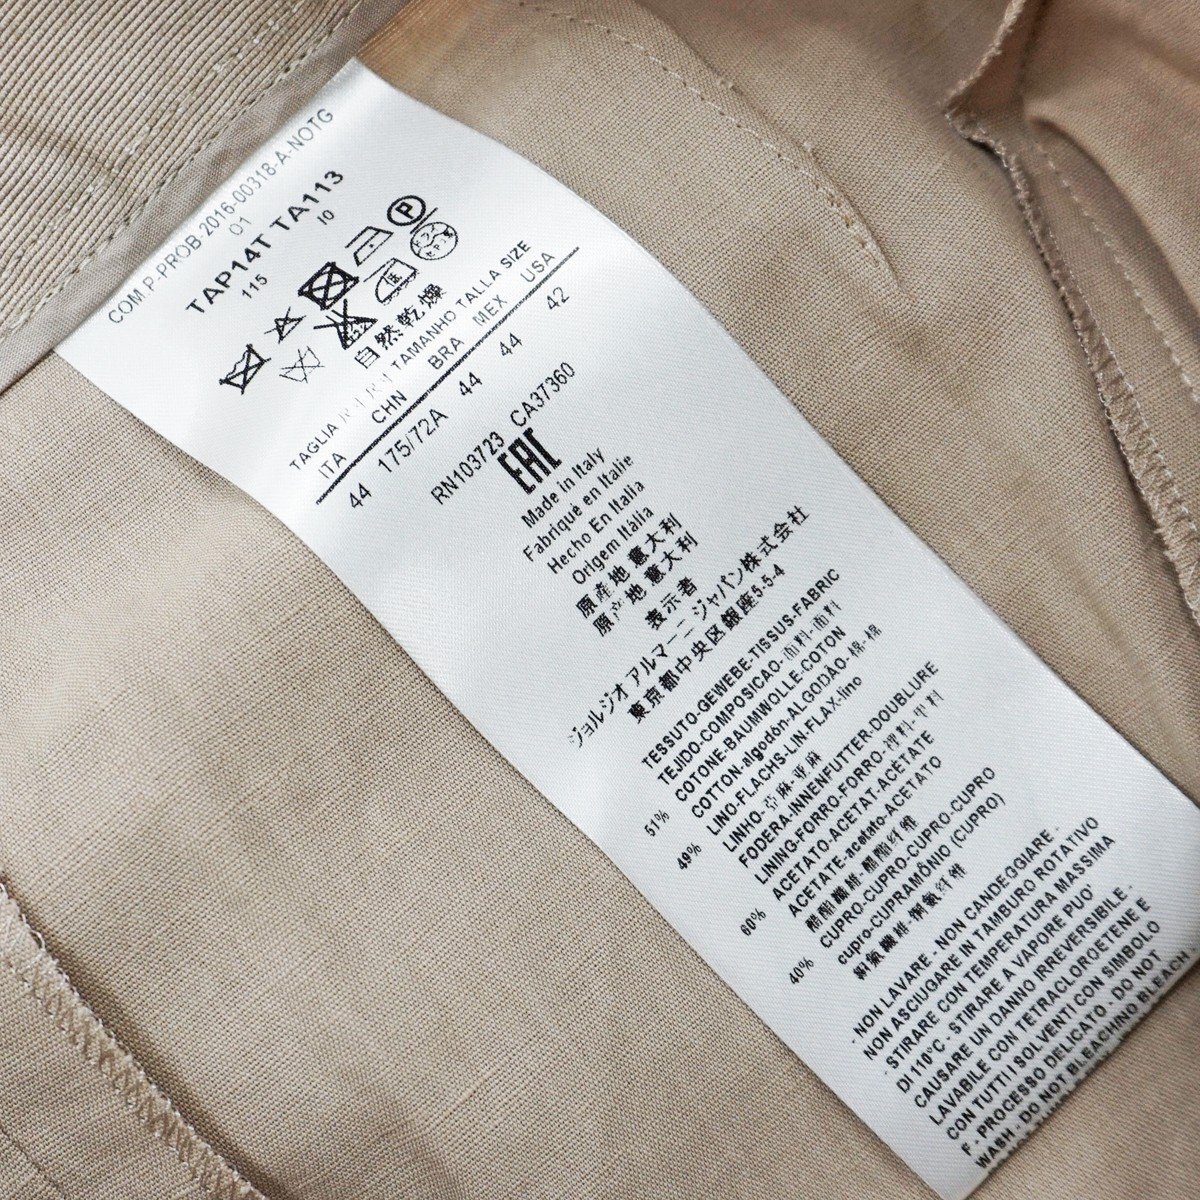 COM.P-PROB-2016-00318-A-NOTG
01
TAP14T TA113
115 IO
P
自然乾燥
TAGLIA TAMANHO TALLA SIZE
ITA CHN BRA MEX USA
44 175/72A 44 44 42
RN103723 CA37360
EAC
Made in Italy
Fabriqué en Italie
Hecho En Italia
Origem Itália
原産地 意大利
原产地 意大利
表示者
ジョルジオ アルマーニ ジャパン株式会社
東京都中央区銀座5-5-4
TESSUTO-GEWEBE-TISSUS-FABRIC
TEJIDO-COMPOSICAO-面料-面料
51% COTONE-BAUMWOLLE-COTON
COTTON-algodón-ALGODÃO-棉-棉
49% LINO-FLACHS-LIN-FLAX-lino
LINHO-亞麻-亚麻
FODERA-INNENFUTTER-DOUBLURE
LINING-FORRO-FORRO-裡料-里料
60% ACETATO-ACETAT-ACÉTATE
ACETATE-acetato-ACETATO
醋酯纖維-醋酯纤维
40% CUPRO-CUPRO-CUPRO-CUPRO
cupro-CUPRAMÔNIO (CUPRO)
銅氨纖維-铜氨纤维
- NON LAVARE - NON CANDEGGIARE -
NON ASCIUGARE IN TAMBURO ROTATIVO
- STIRARE CON TEMPERATURA MASSIMA
DI 110°C - STIRARE A VAPORE PUO'
CAUSARE UN DANNO IRREVERSIBILE -
LAVABILE CON TETRACLOROETENE E
CON TUTTI I SOLVENTI CON SIMBOLO
F - PROCESSO DELICATO - DO NOT
WASH - DO NOT BLEACHINO BLEACH -